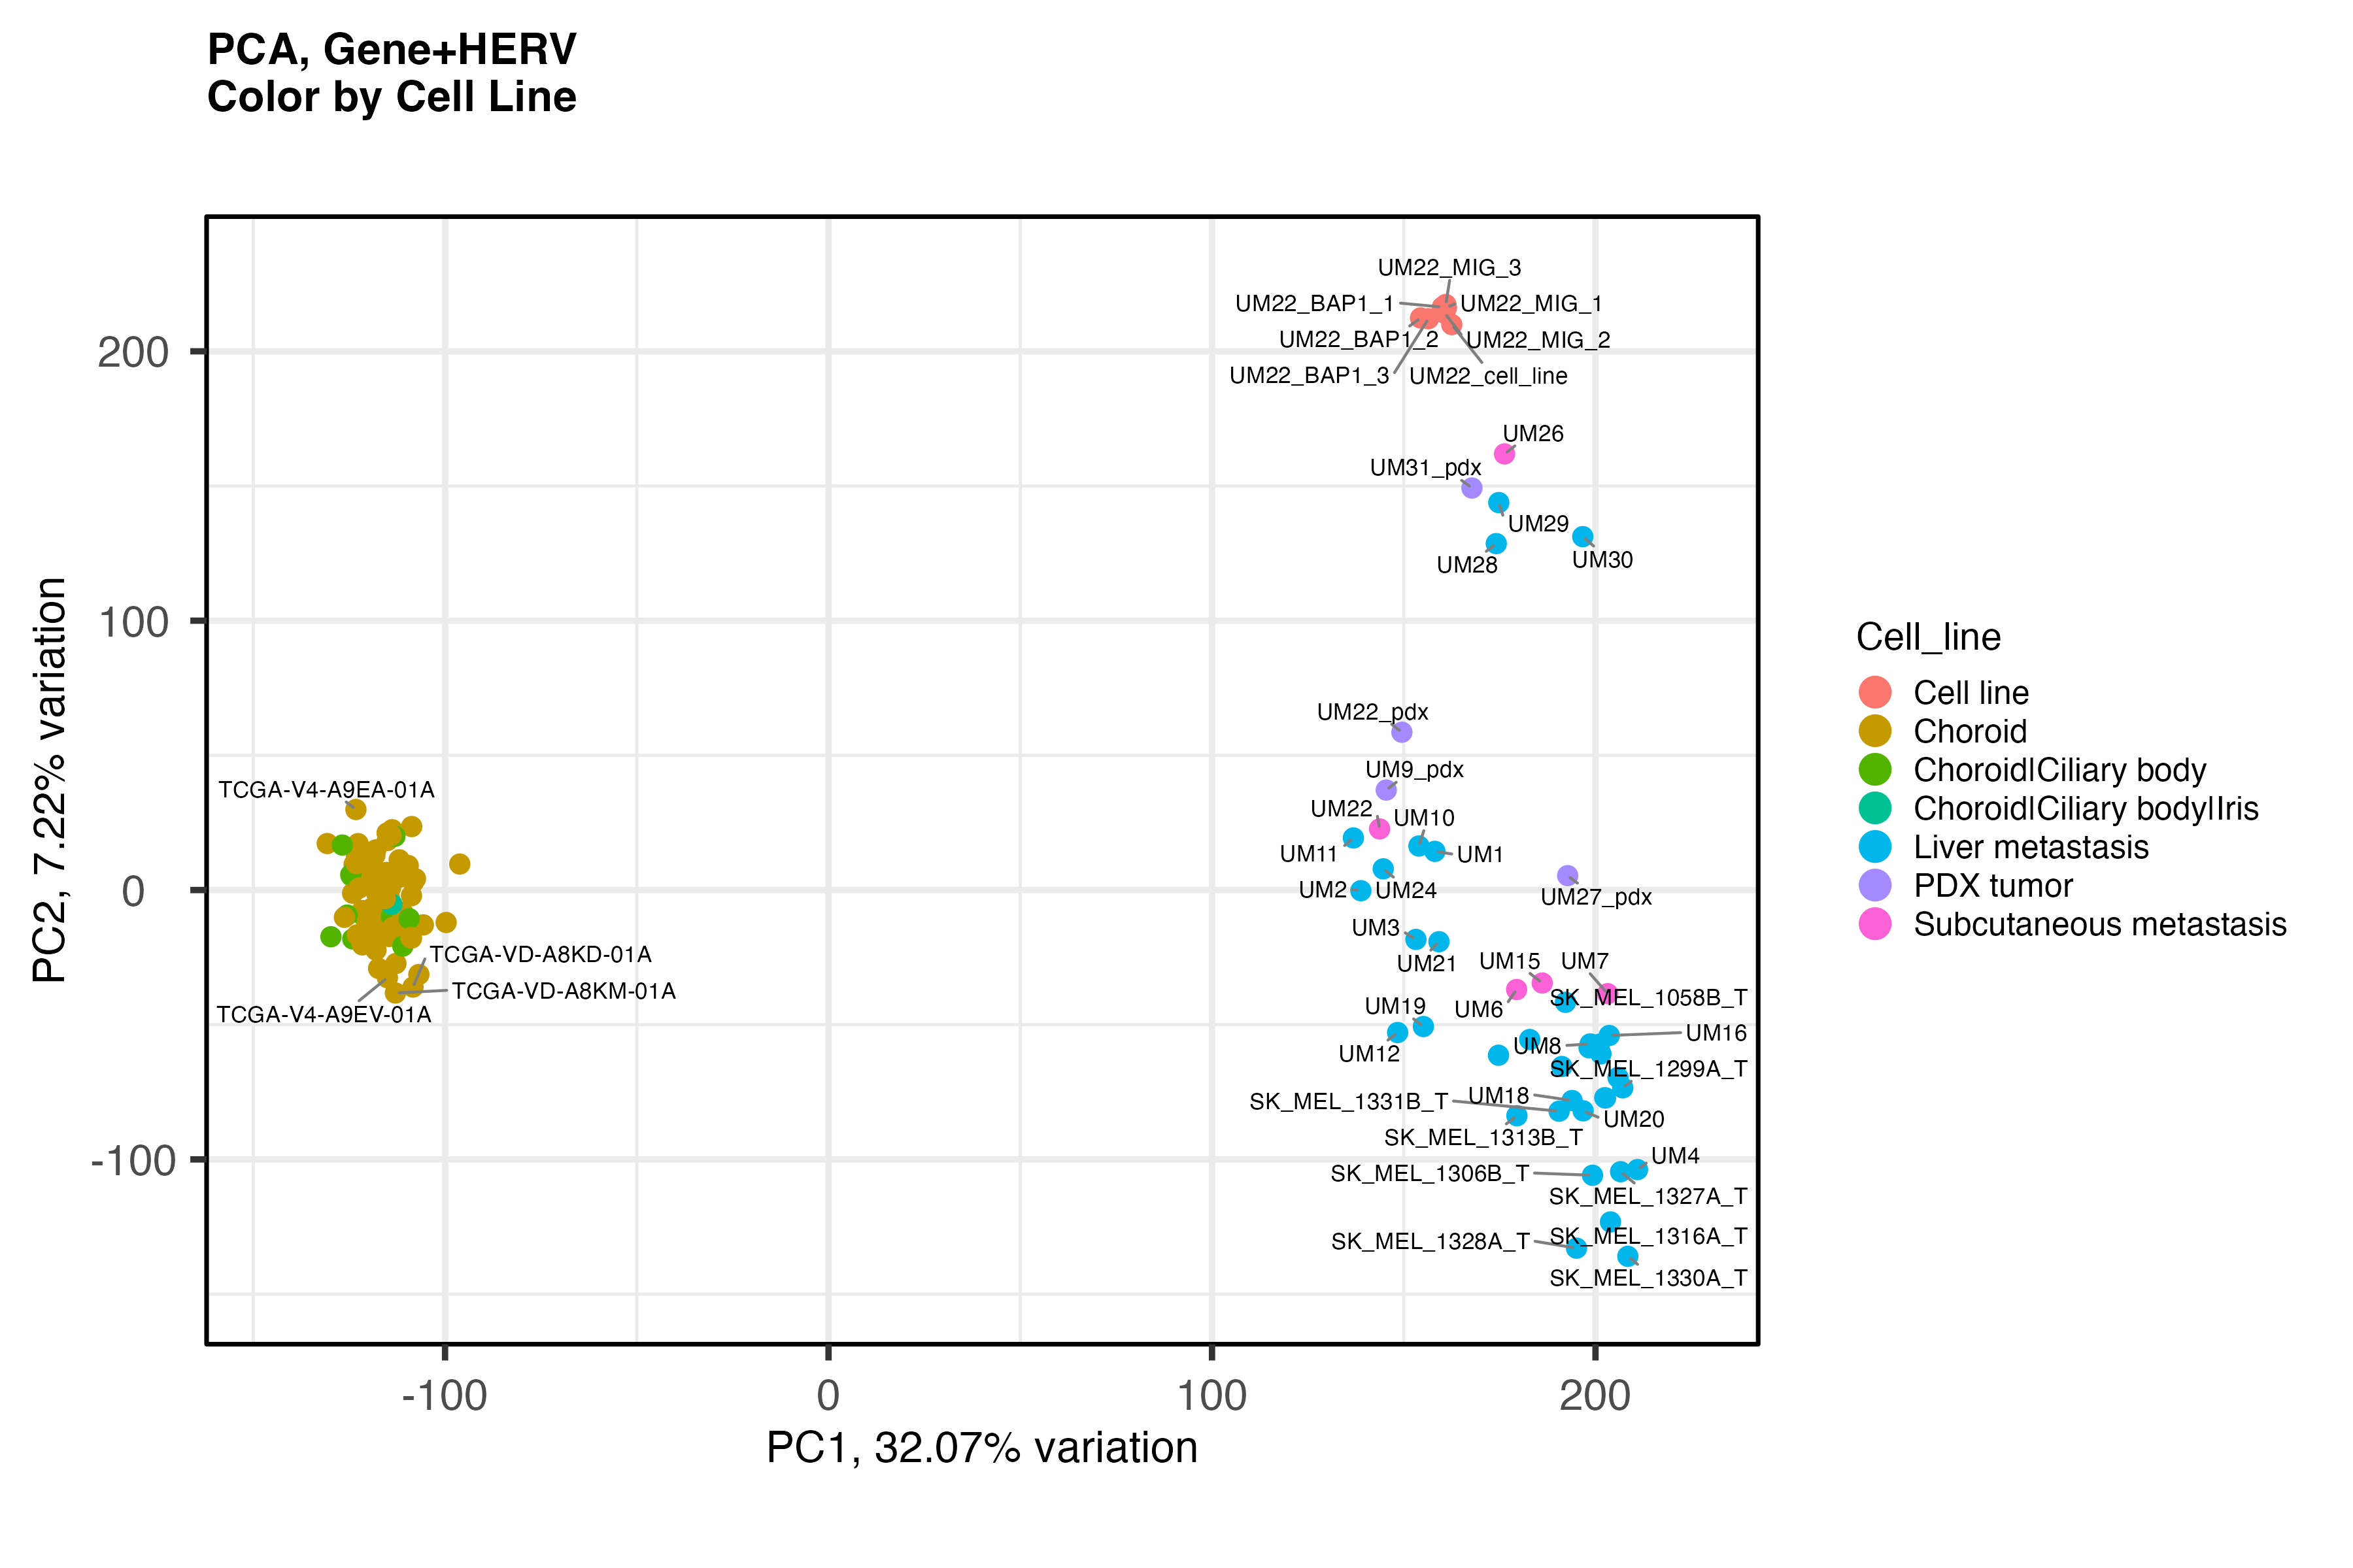 PCA, Gene+HERV
Color by Cell Line
UM22_MIG_3
UM22_BAP1_1
UM22_MIG_1
UM22_BAP1_2
UM22_MIG_2
UM22_BAP1_3
UM22_cell_line
UM26
UM31_pdx
UM29
UM28
UM30
UM22_pdx
UM9_pdx
UM22
UM10
UM11
UM1
UM2
UM24
UM27_pdx
UM3
UM21
UM15
UM7
UM6
SK_MEL_1058B_T
UM19
UM12
UM16
UM8
SK_MEL_1299A_T
UM18
SK_MEL_1331B_T
UM20
SK_MEL_1313B_T
UM4
SK_MEL_1306B_T
SK_MEL_1327A_T
SK_MEL_1316A_T
SK_MEL_1328A_T
SK_MEL_1330A_T
TCGA-V4-A9EA-01A
TCGA-VD-A8KD-01A
TCGA-VD-A8KM-01A
TCGA-V4-A9EV-01A
200
100
0
-100
PC2, 7.22% variation
-100
0
100
200
PC1, 32.07% variation
Cell_line
Cell line
Choroid
Choroid|Ciliary body
Choroid|Ciliary body|Iris
Liver metastasis
PDX tumor
Subcutaneous metastasis